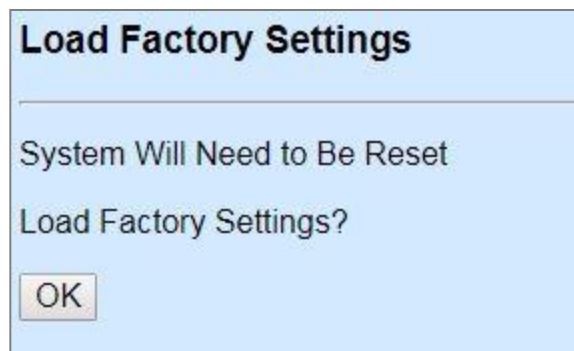 Load Factory Settings
System Will Need to Be Reset
Load Factory Settings?
OK